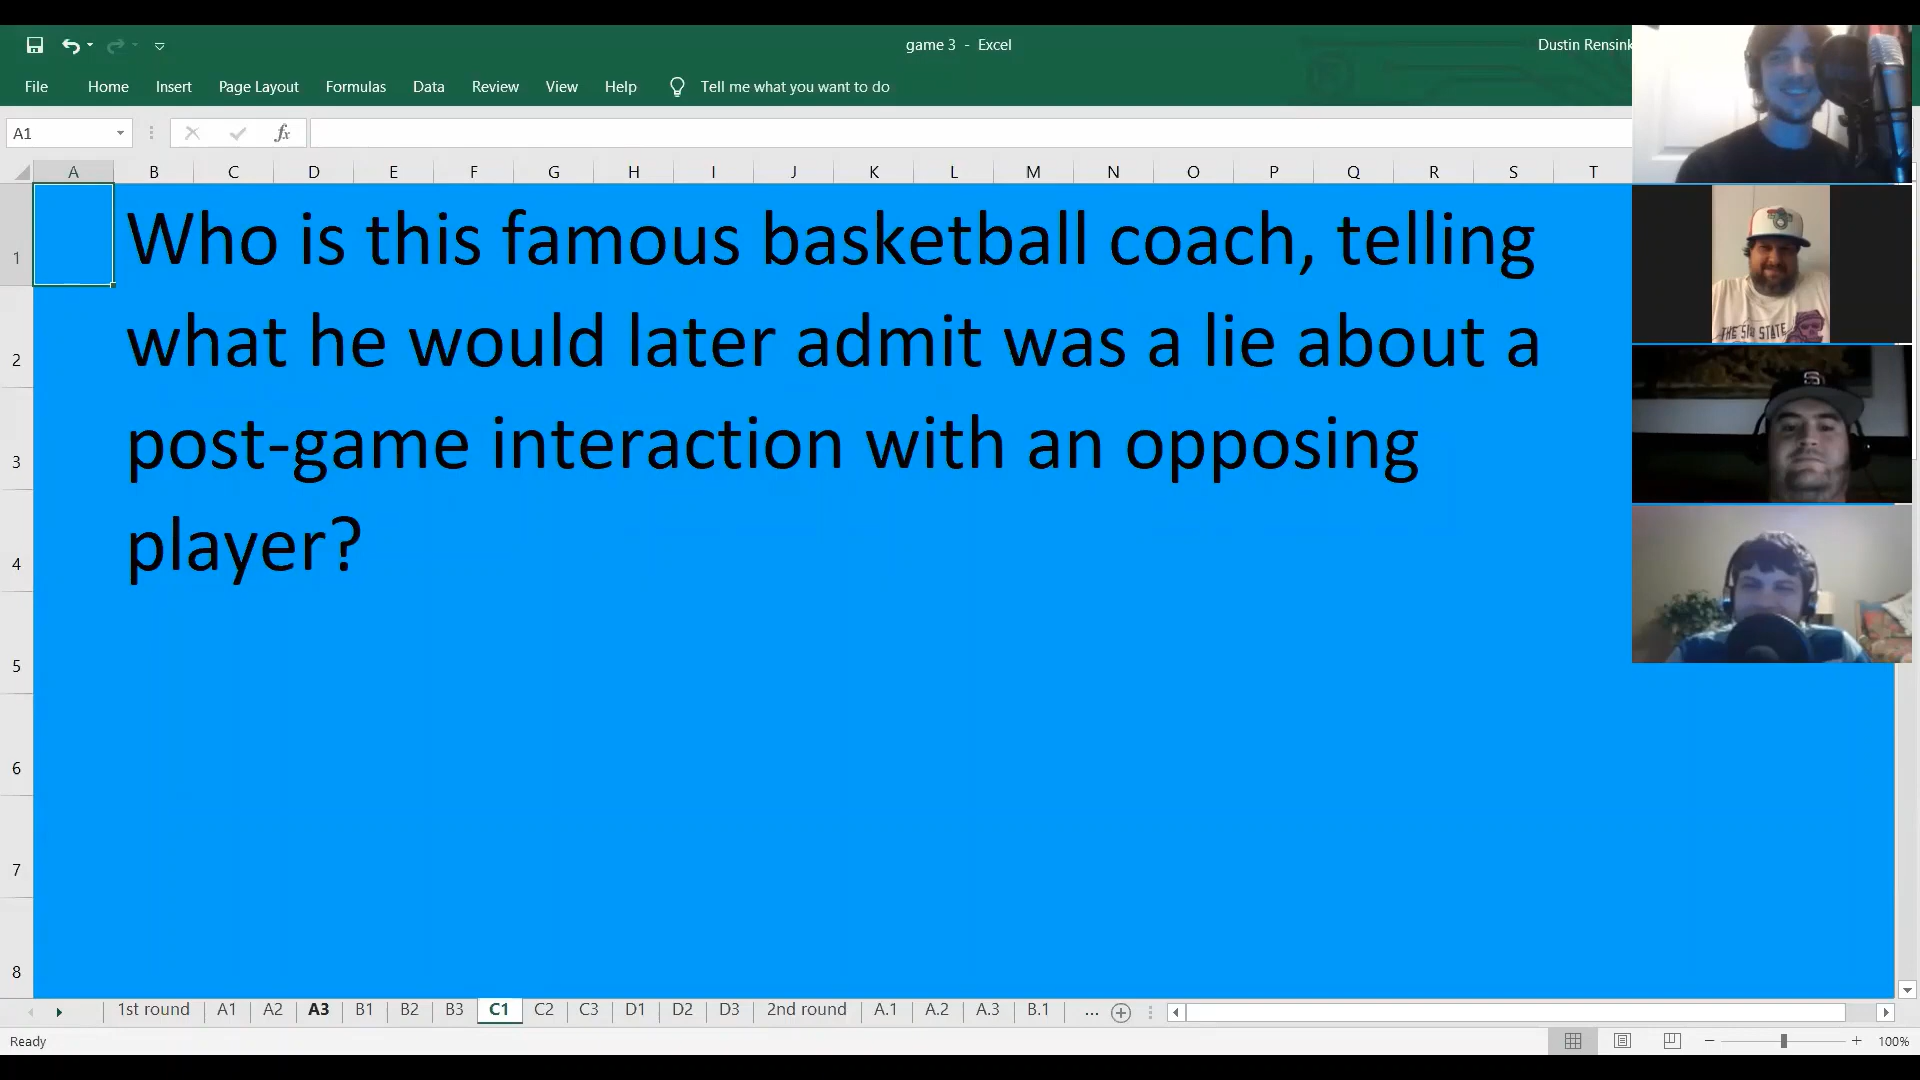 game 3 - Excel
Dustin Rensink
File Home Insert Page Layout Formulas Data Review View Help Tell me what you want to do
A1 fx
A B C D E F G H I J K L M N O P Q R S T
1 Who is this famous basketball coach, telling
2 what he would later admit was a lie about a
3 post-game interaction with an opposing
4 player?
5
6
7
8
THE STATE
1st round A1 A2 A3 B1 B2 B3 C1 C2 C3 D1 D2 D3 2nd round A.1 A.2 A.3 B.1 ...
Ready 100%